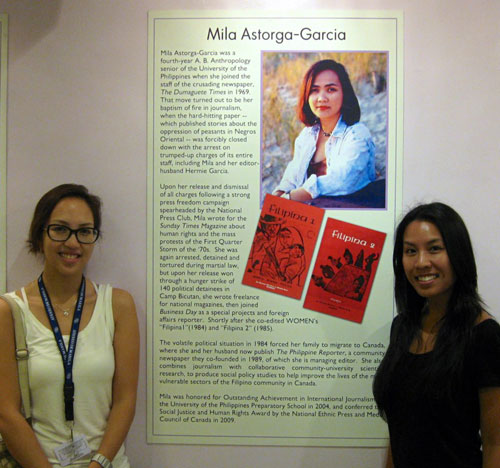 Mila Astorga-Garcia
Mila Astorga-Garcia was a
fourth-year A. B. Anthropology
senior of the University of the
Philippines when she joined the
staff of the crusading newspaper,
The Dumaguete Times in 1969.
That move turned out to be her
baptism of fire in journalism,
when the hard-hitting paper --
which published stories about the
oppression of peasants in Negros
Oriental -- was forcibly closed
down with the arrest on
trumped-up charges of its entire
staff, including Mila and her editor-
husband Hermie Garcia.
Upon her release and dismissal
of all charges following a strong
press freedom campaign
spearheaded by the National
Press Club, Mila wrote for the
Sunday Times Magazine about
human rights and the mass
protests of the First Quarter
Storm of the '70s. She was
again arrested, detained and
tortured during martial law,
but upon her release won
through a hunger strike of
140 political detainees in
Camp Bicutan, she wrote freelance
for national magazines, then joined
Business Day as a special projects and foreign
affairs reporter. Shortly after she co-edited WOMEN's
"Filipina1"(1984) and "Filipina 2" (1985).
The volatile political situation in 1984 forced her family to migrate to Canada,
where she and her husband now publish The Philippine Reporter, a community
newspaper they co-founded in 1989, of which she is managing editor. She also
combines journalism with collaborative community-university
research, to produce social policy studies to help improve the lives of the
vulnerable sectors of the Filipino community in Canada.
Mila was honored for Outstanding Achievement in International Journalism
the University of the Philippines Preparatory School in 2004, and conferred
Social Justice and Human Rights Award by the National Ethnic Press and
Council of Canada in 2009.
Filipina 1
Filipina 2